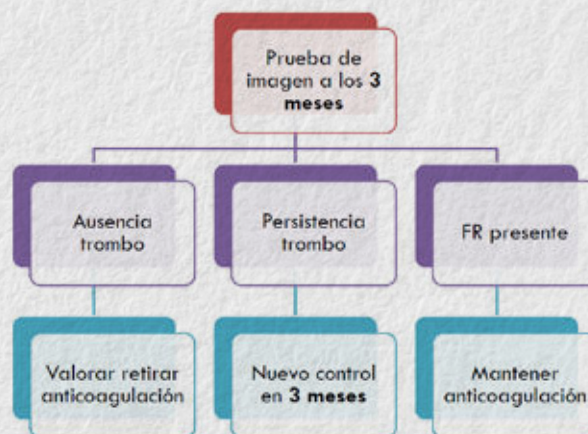 Prueba de
imagen a los 3
meses
Ausencia
trombo
Persistencia
trombo
FR presente
Valorar retirar
anticoagulación
Nuevo control
en 3 meses
Mantener
anticoagulación